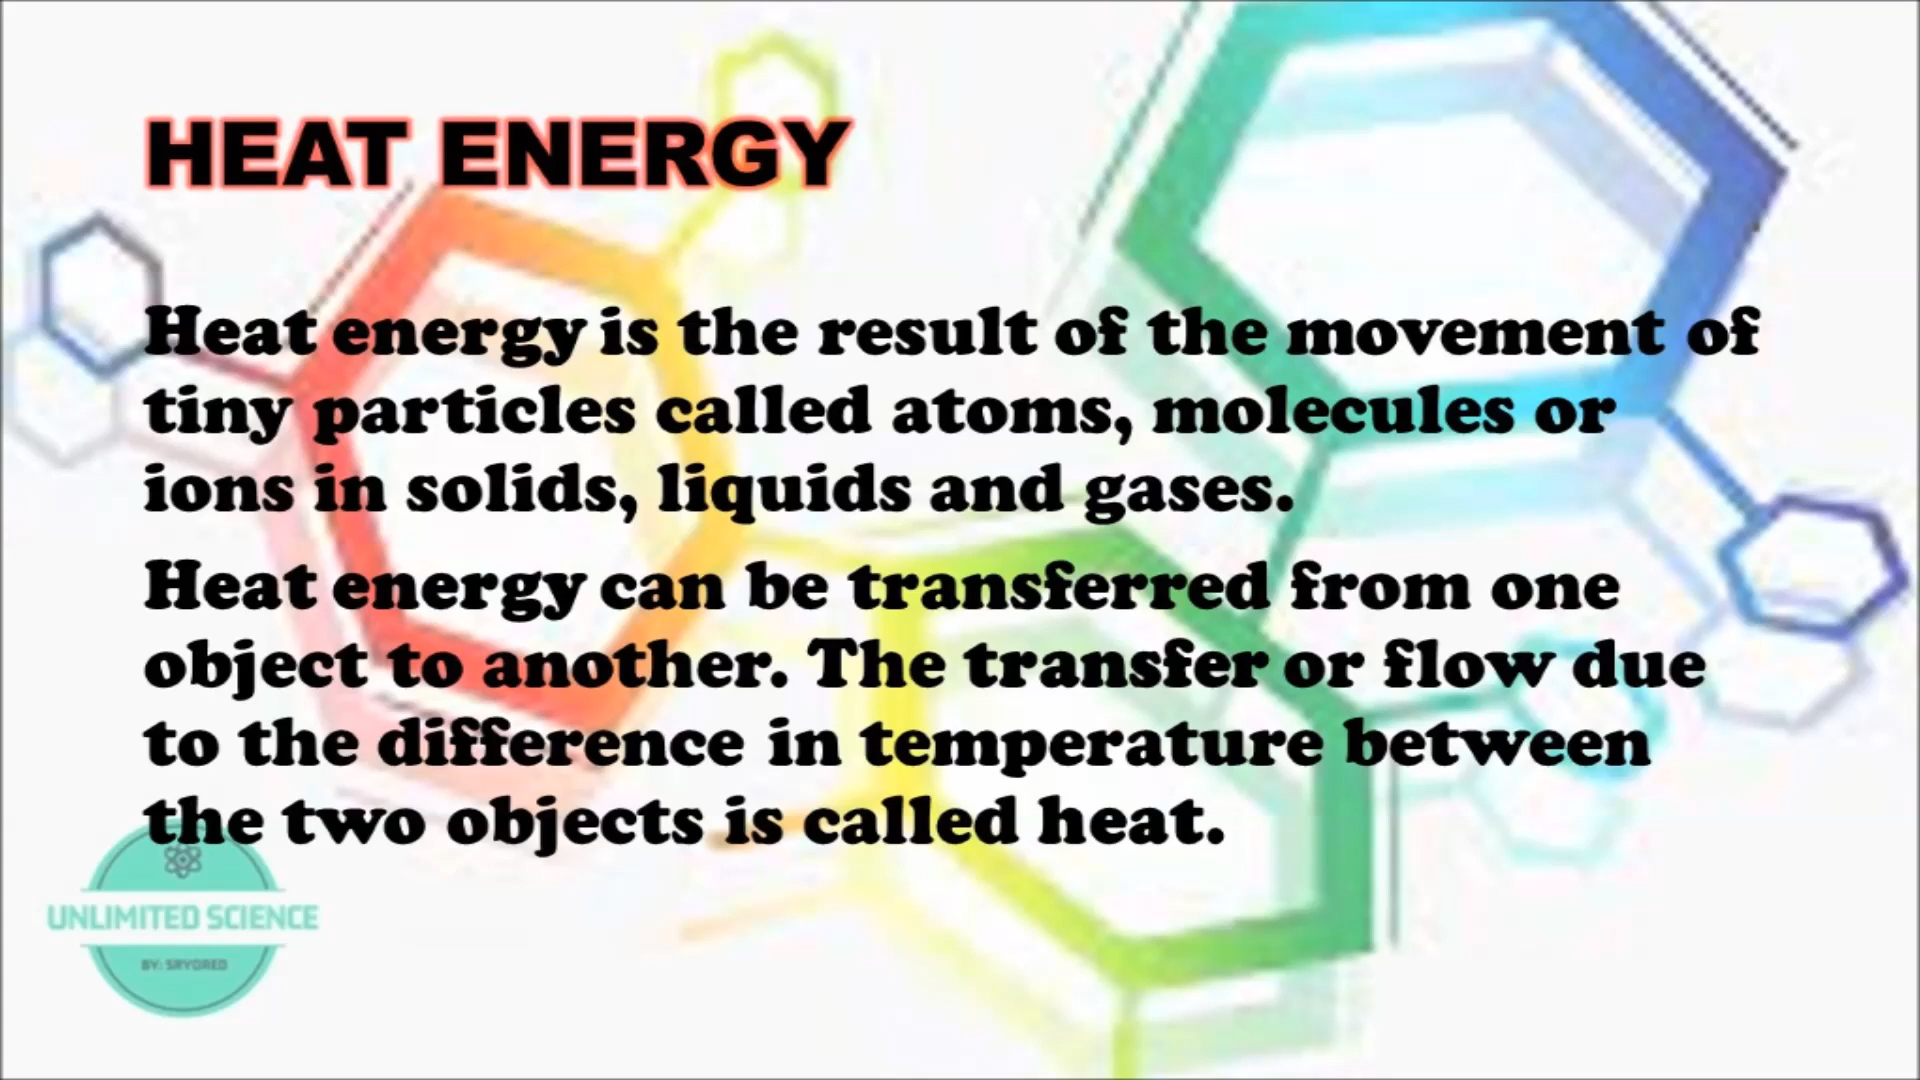 HEAT ENERGY
Heat energy is the result of the movement of
tiny particles called atoms, molecules or
ions in solids, liquids and gases.
Heat energy can be transferred from one
object to another. The transfer or flow due
to the difference in temperature between
the two objects is called heat.
UNLIMITED SCIENCE
BY: SRYDRED